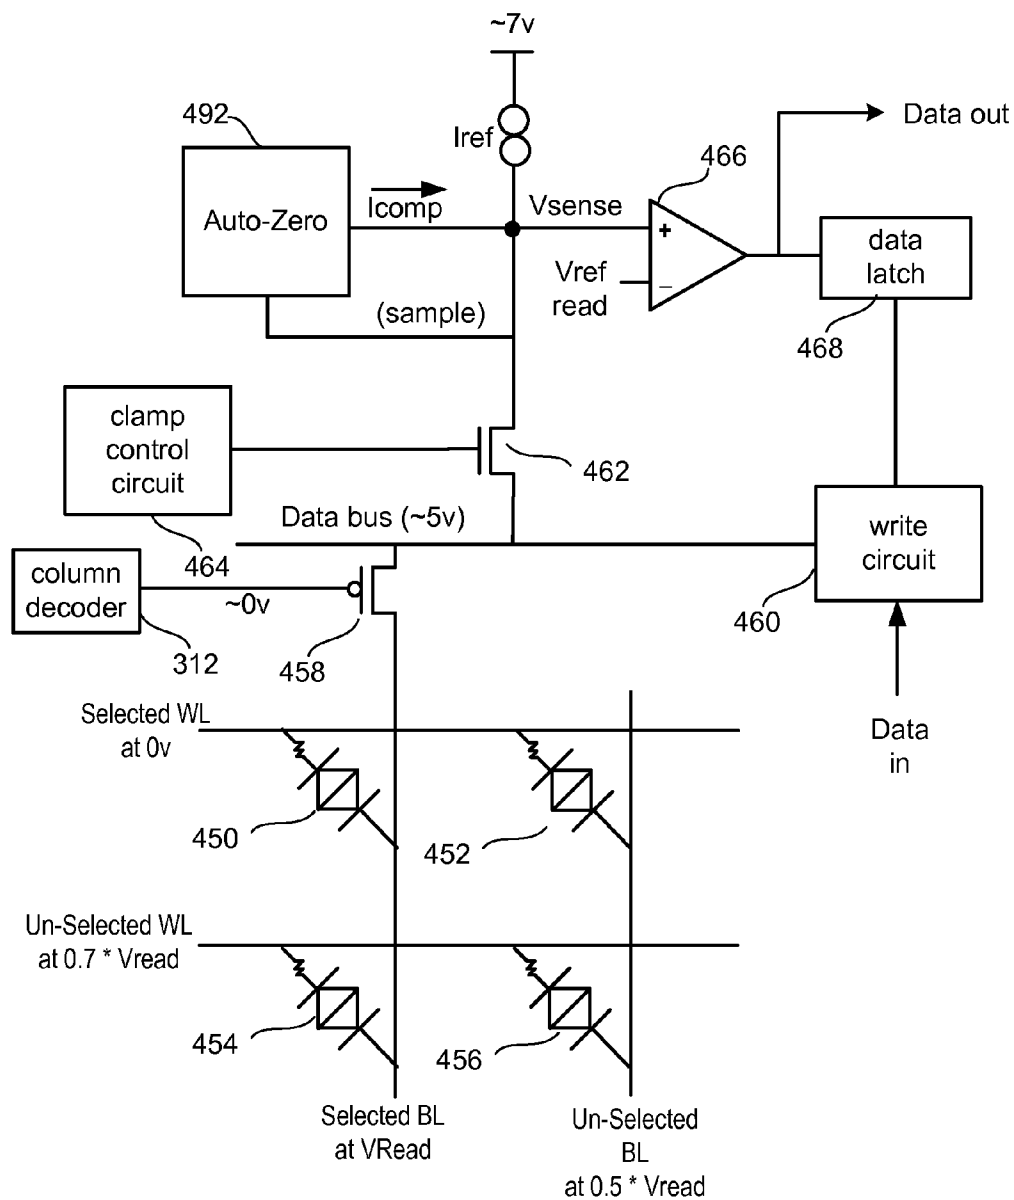 ~7v
492
Iref
466
Data out
Auto-Zero
Icomp
Vsense
+
data
latch
Vref
read
–
(sample)
468
clamp
control
circuit
462
Data bus (~5v)
write
circuit
464
column
decoder
~0v
460
312
458
Selected WL
at 0v
Data
in
450
452
Un-Selected WL
at 0.7 * Vread
454
456
Selected BL
at VRead
Un-Selected
BL
at 0.5 * Vread